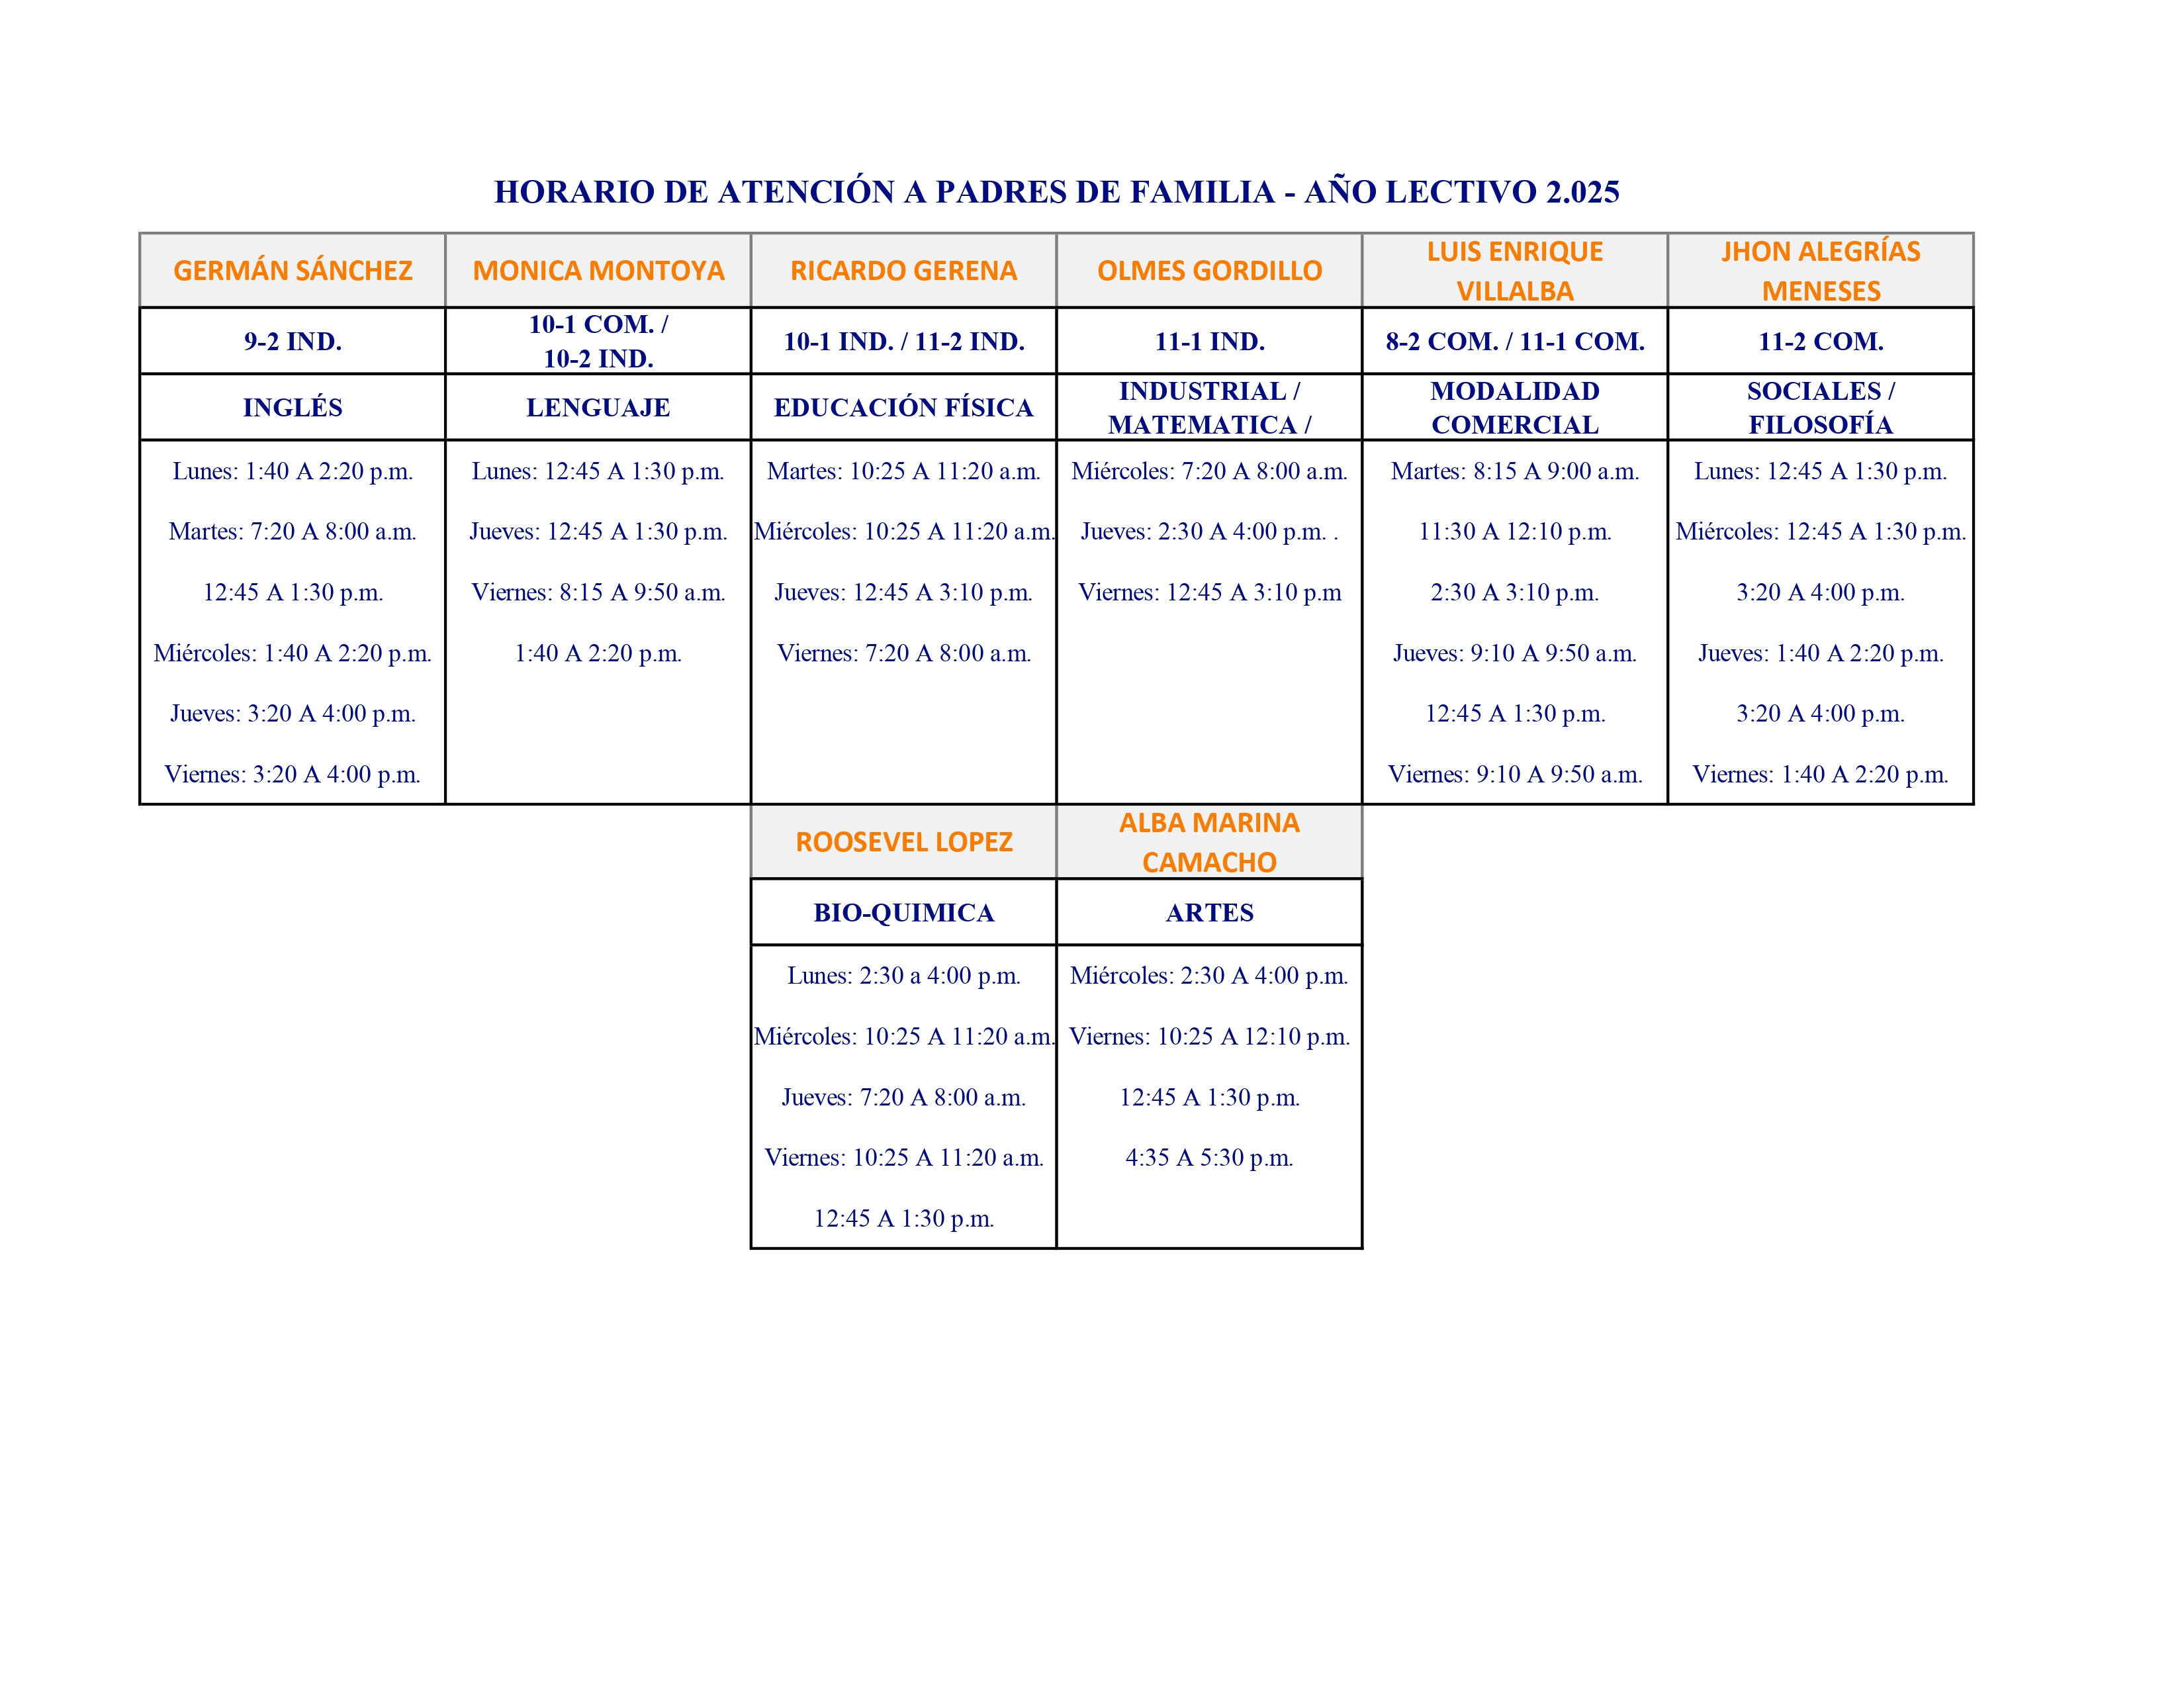 HORARIO DE ATENCIÓN A PADRES DE FAMILIA - AÑO LECTIVO 2.025
GERMÁN SÁNCHEZ
9-2 IND.
INGLÉS
Lunes: 1:40 A 2:20 p.m.
Martes: 7:20 A 8:00 a.m.
12:45 A 1:30 p.m.
Miércoles: 1:40 A 2:20 p.m.
Jueves: 3:20 A 4:00 p.m.
Viernes: 3:20 A 4:00 p.m.
MONICA MONTOYA
10-1 COM. /
10-2 IND.
LENGUAJE
Lunes: 12:45 A 1:30 p.m.
Jueves: 12:45 A 1:30 p.m.
Viernes: 8:15 A 9:50 a.m.
1:40 A 2:20 p.m.
RICARDO GERENA
10-1 IND. / 11-2 IND.
EDUCACIÓN FÍSICA
Martes: 10:25 A 11:20 a.m.
Miércoles: 10:25 A 11:20 a.m.
Jueves: 12:45 A 3:10 p.m.
Viernes: 7:20 A 8:00 a.m.
OLMES GORDILLO
11-1 IND.
INDUSTRIAL /
MATEMATICA /
Miércoles: 7:20 A 8:00 a.m.
Jueves: 2:30 A 4:00 p.m. .
Viernes: 12:45 A 3:10 p.m
LUIS ENRIQUE
VILLALBA
8-2 COM. / 11-1 COM.
MODALIDAD
COMERCIAL
Martes: 8:15 A 9:00 a.m.
11:30 A 12:10 p.m.
2:30 A 3:10 p.m.
Jueves: 9:10 A 9:50 a.m.
12:45 A 1:30 p.m.
Viernes: 9:10 A 9:50 a.m.
JHON ALEGRÍAS
MENESES
11-2 COM.
SOCIALES /
FILOSOFÍA
Lunes: 12:45 A 1:30 p.m.
Miércoles: 12:45 A 1:30 p.m.
3:20 A 4:00 p.m.
Jueves: 1:40 A 2:20 p.m.
3:20 A 4:00 p.m.
Viernes: 1:40 A 2:20 p.m.
ROOSEVEL LOPEZ
BIO-QUIMICA
Lunes: 2:30 a 4:00 p.m.
Miércoles: 10:25 A 11:20 a.m.
Jueves: 7:20 A 8:00 a.m.
Viernes: 10:25 A 11:20 a.m.
12:45 A 1:30 p.m.
ALBA MARINA
CAMACHO
ARTES
Miércoles: 2:30 A 4:00 p.m.
Viernes: 10:25 A 12:10 p.m.
12:45 A 1:30 p.m.
4:35 A 5:30 p.m.